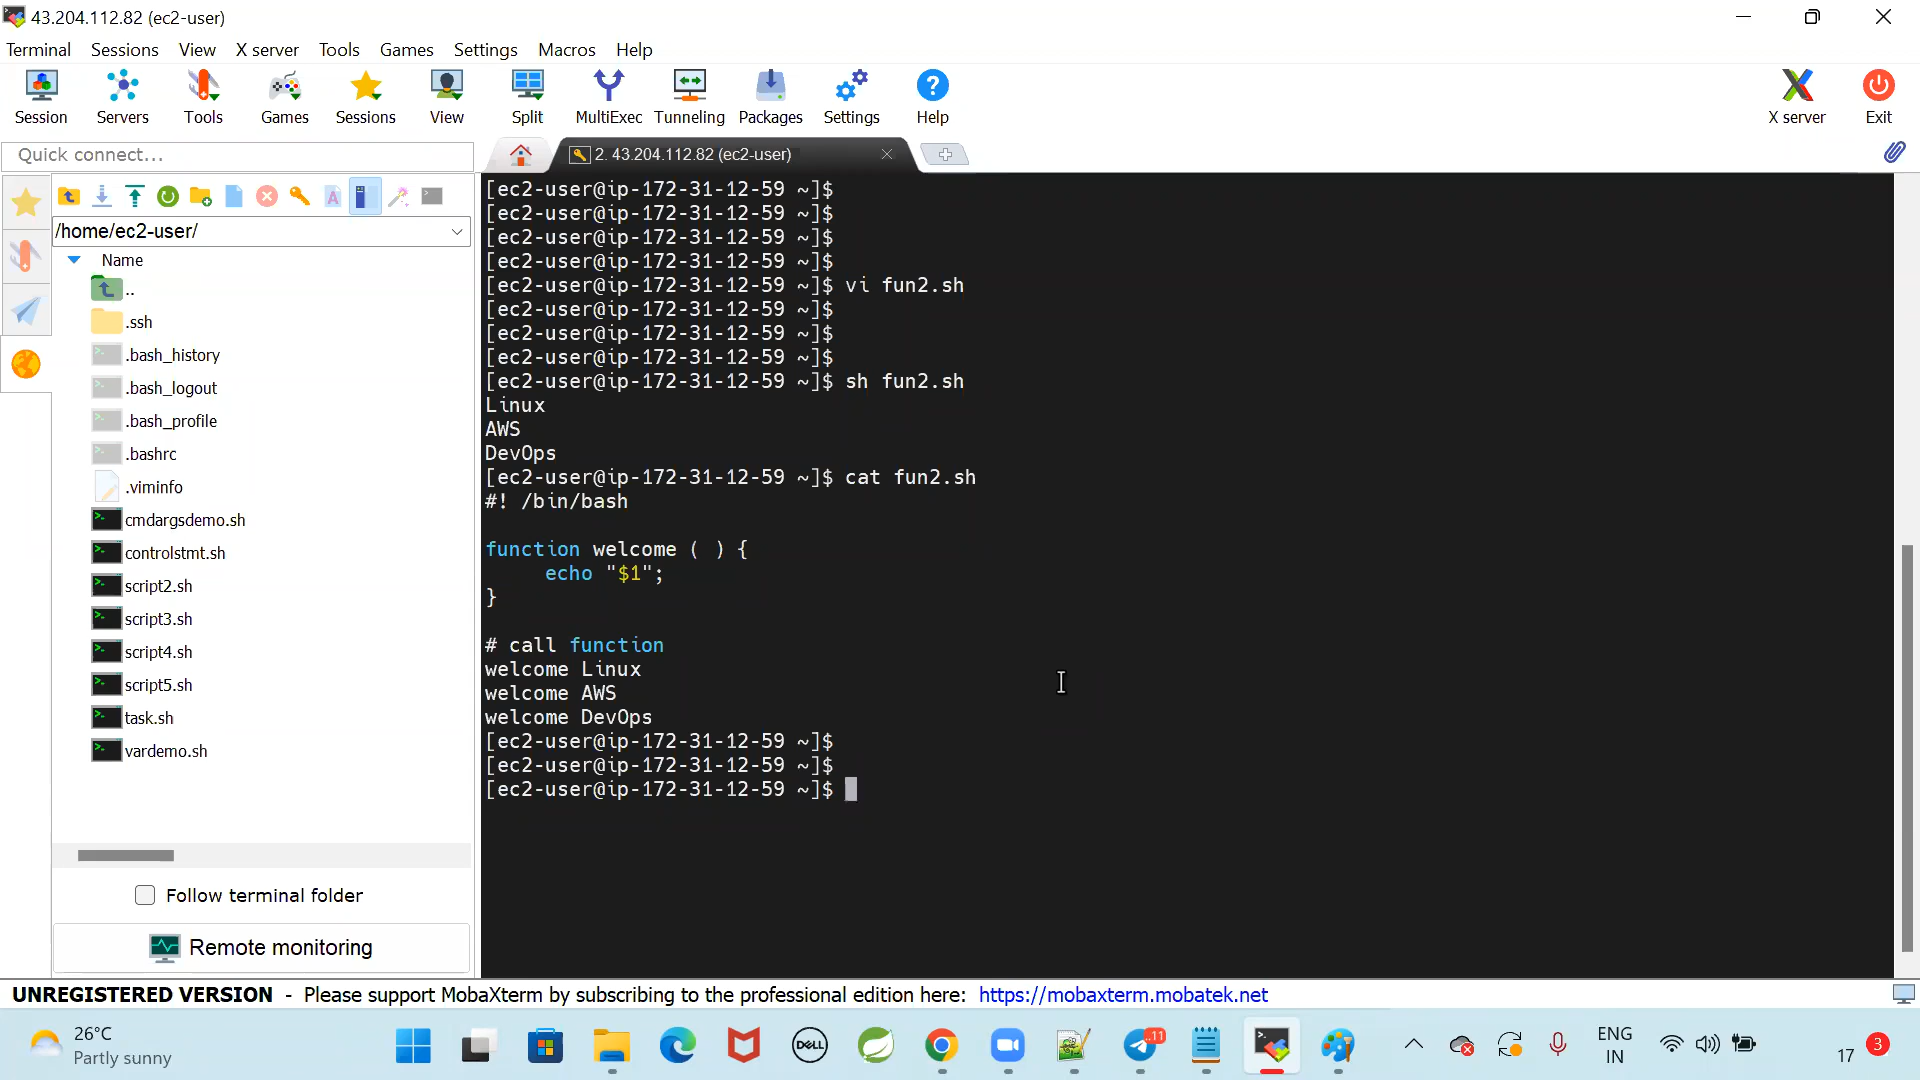 43.204.112.82 (ec2-user)
Terminal Sessions View X server Tools Games Settings Macros Help
Session Servers Tools Games Sessions View Split MultiExec Tunneling Packages Settings Help X server Exit
Quick connect...
2. 43.204.112.82 (ec2-user)
/home/ec2-user/
Name
..
.ssh
.bash_history
.bash_logout
.bash_profile
.bashrc
.viminfo
cmdargsdemo.sh
controlstmt.sh
script2.sh
script3.sh
script4.sh
script5.sh
task.sh
vardemo.sh
Follow terminal folder
Remote monitoring
[ec2-user@ip-172-31-12-59 ~]$
[ec2-user@ip-172-31-12-59 ~]$
[ec2-user@ip-172-31-12-59 ~]$
[ec2-user@ip-172-31-12-59 ~]$
[ec2-user@ip-172-31-12-59 ~]$ vi fun2.sh
[ec2-user@ip-172-31-12-59 ~]$
[ec2-user@ip-172-31-12-59 ~]$
[ec2-user@ip-172-31-12-59 ~]$
[ec2-user@ip-172-31-12-59 ~]$ sh fun2.sh
Linux
AWS
DevOps
[ec2-user@ip-172-31-12-59 ~]$ cat fun2.sh
#! /bin/bash
function welcome ( ) {
echo "$1";
}
# call function
welcome Linux
welcome AWS
welcome DevOps
[ec2-user@ip-172-31-12-59 ~]$
[ec2-user@ip-172-31-12-59 ~]$
[ec2-user@ip-172-31-12-59 ~]$
UNREGISTERED VERSION - Please support MobaXterm by subscribing to the professional edition here: https://mobaxterm.mobatek.net
26°C
Partly sunny
DELL
..11
ENG
IN
17
3